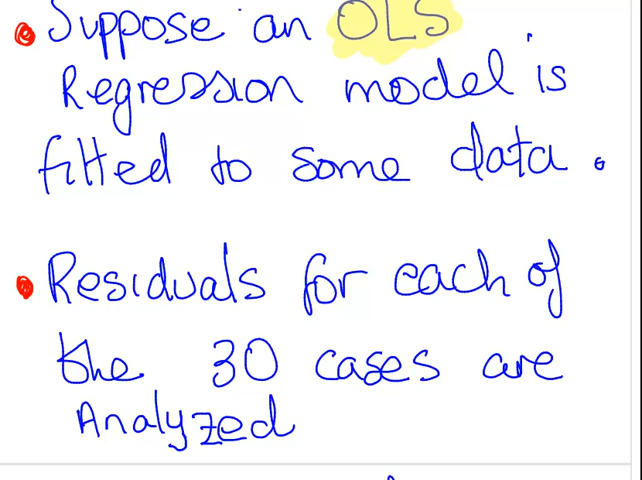 Suppose an OLS
Regression model is
fitted to some data.
Residuals for each of
the 30 cases are
Analyzed